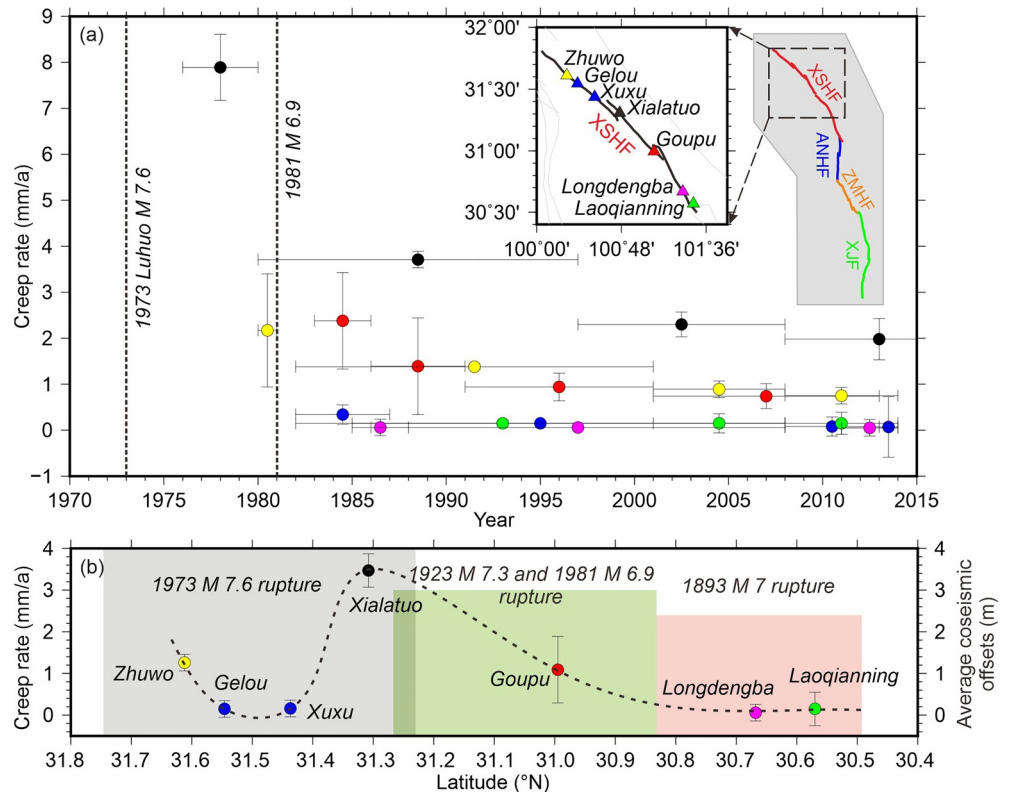 (a)
9
8
7
6
5
4
3
2
1
0
−1
Creep rate (mm/a)
1973 Luhuo M 7.6
1981 M 6.9
32°00'
31°30'
31°00'
30°30'
100°00'
100°48'
101°36'
Zhuwo
Gelou
Xuxu
Xialatuo
XSHF
Goupu
Longdengba
Laoqianning
XSHF
ANHF
ZMHF
XJF
1970
1975
1980
1985
1990
1995
2000
2005
2010
2015
Year
(b)
4
3
2
1
0
Creep rate (mm/a)
1973 M 7.6 rupture
1923 M 7.3 and 1981 M 6.9
rupture
1893 M 7 rupture
Zhuwo
Gelou
Xuxu
Xialatuo
Goupu
Longdengba
Laoqianning
4
3
2
1
0
Average coseismic
offsets (m)
31.8
31.7
31.6
31.5
31.4
31.3
31.2
31.1
31.0
30.9
30.8
30.7
30.6
30.5
30.4
Latitude (°N)